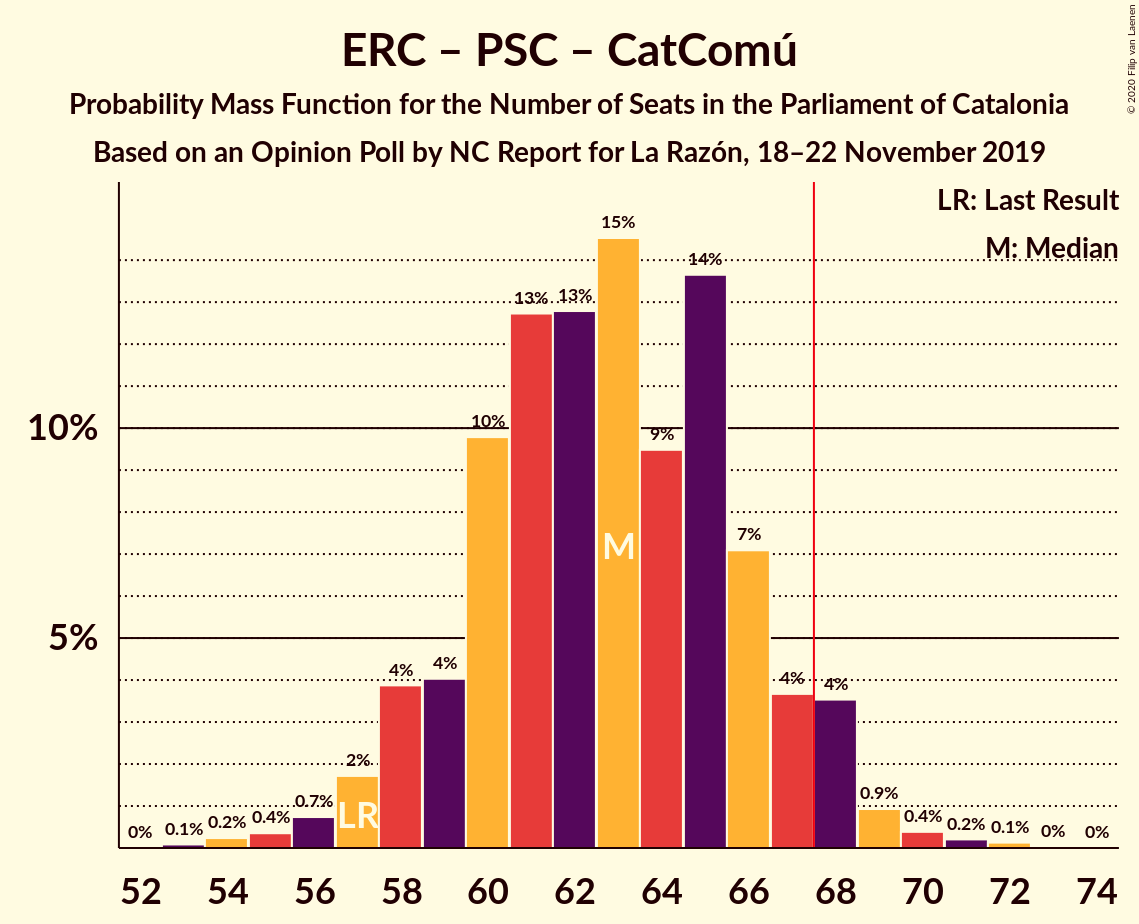 ERC – PSC – CatComú
Probability Mass Function for the Number of Seats in the Parliament of Catalonia
Based on an Opinion Poll by NC Report for La Razón, 18–22 November 2019
© 2020 Filip van Laenen
LR: Last Result
M: Median
15%
14%
13% 13%
10% 10%
9%
M
7%
5%
4% 4% 4% 4%
2%
0.9%
LR
0% 0.1% 0.2% 0.4% 0.7% 0.4% 0.2% 0.1% 0% 0%
52 54 56 58 60 62 64 66 68 70 72 74